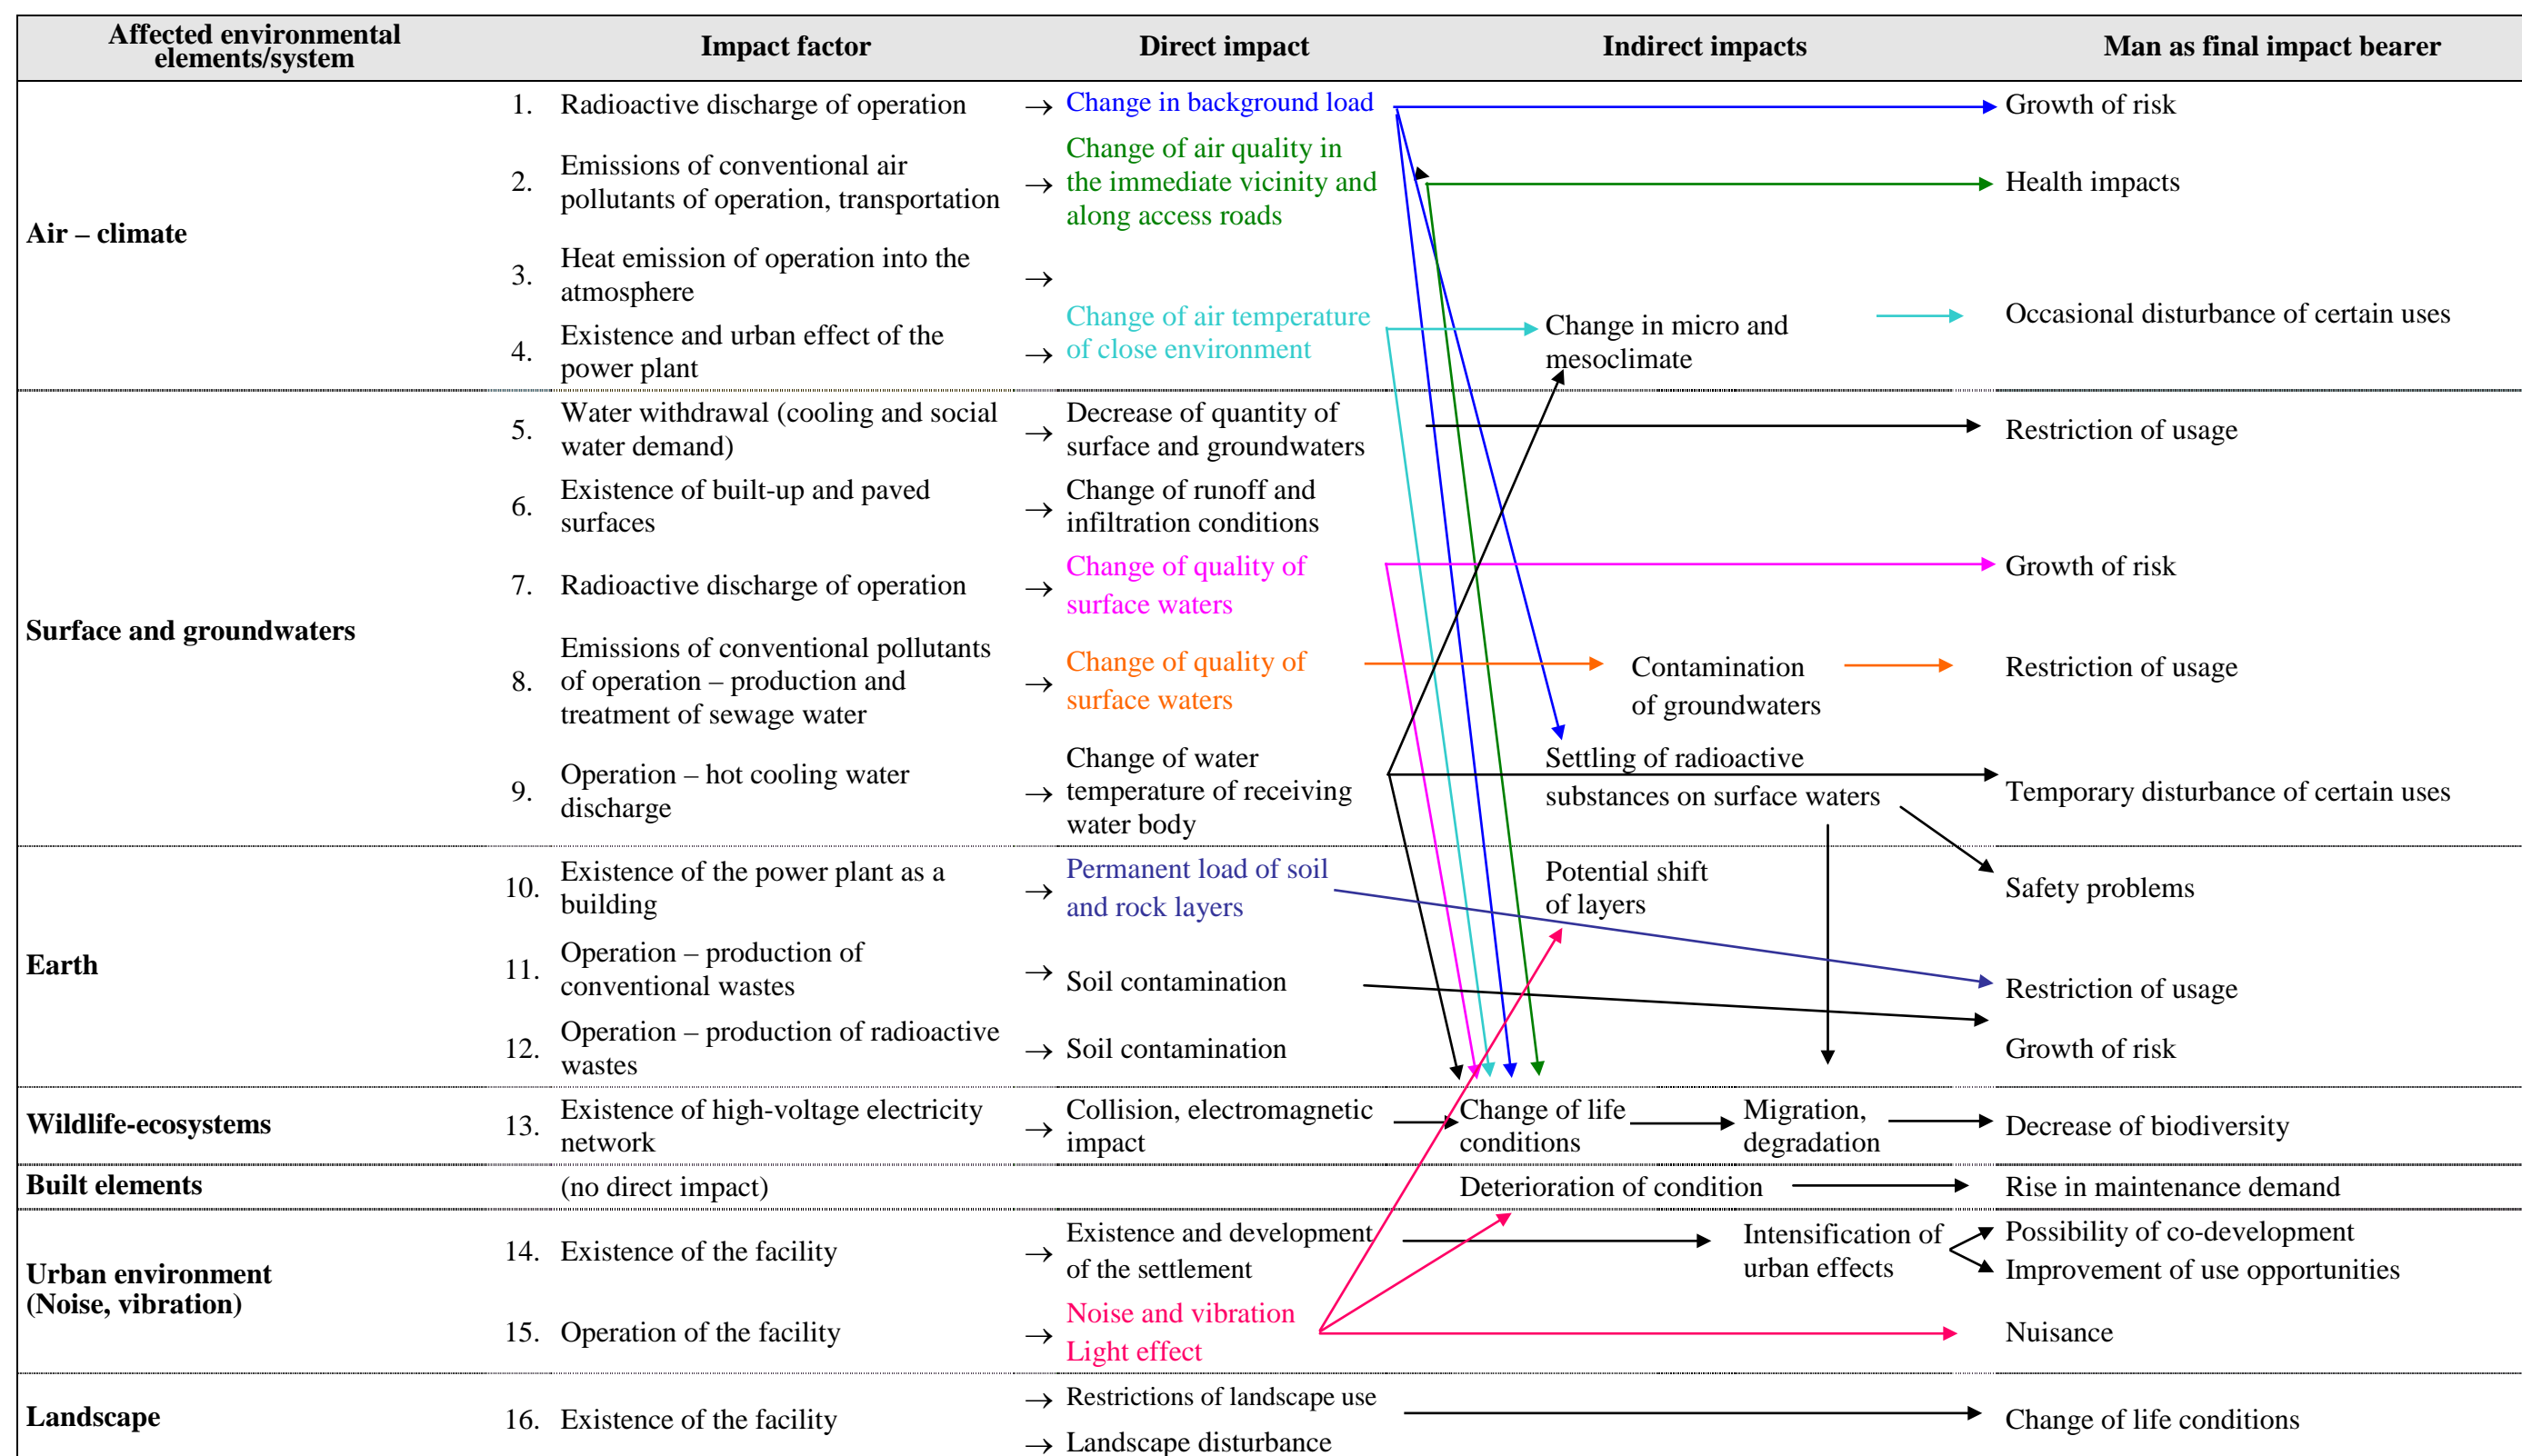 Affected environmental
elements/system
Impact factor
Direct impact
Indirect impacts
Man as final impact bearer
Air – climate
1. Radioactive discharge of operation
→ Change in background load
Growth of risk
2. Emissions of conventional air
pollutants of operation, transportation
→ Change of air quality in
the immediate vicinity and
along access roads
Health impacts
3. Heat emission of operation into the
atmosphere
→
4. Existence and urban effect of the
power plant
→ Change of air temperature
of close environment
Change in micro and
mesoclimate
Occasional disturbance of certain uses
Surface and groundwaters
5. Water withdrawal (cooling and social
water demand)
→ Decrease of quantity of
surface and groundwaters
Restriction of usage
6. Existence of built-up and paved
surfaces
→ Change of runoff and
infiltration conditions
7. Radioactive discharge of operation
→ Change of quality of
surface waters
Growth of risk
8. Emissions of conventional pollutants
of operation – production and
treatment of sewage water
→ Change of quality of
surface waters
Contamination
of groundwaters
Restriction of usage
9. Operation – hot cooling water
discharge
→ Change of water
temperature of receiving
water body
Settling of radioactive
substances on surface waters
Temporary disturbance of certain uses
Earth
10. Existence of the power plant as a
building
→ Permanent load of soil
and rock layers
Potential shift
of layers
Safety problems
11. Operation – production of
conventional wastes
→ Soil contamination
Restriction of usage
12. Operation – production of radioactive
wastes
→ Soil contamination
Growth of risk
Wildlife-ecosystems
13. Existence of high-voltage electricity
network
→ Collision, electromagnetic
impact
Change of life
conditions
Migration,
degradation
Decrease of biodiversity
Built elements
(no direct impact)
Deterioration of condition
Rise in maintenance demand
Urban environment
(Noise, vibration)
14. Existence of the facility
→ Existence and development
of the settlement
Intensification of
urban effects
Possibility of co-development
Improvement of use opportunities
15. Operation of the facility
→ Noise and vibration
Light effect
Nuisance
Landscape
16. Existence of the facility
→ Restrictions of landscape use
→ Landscape disturbance
Change of life conditions